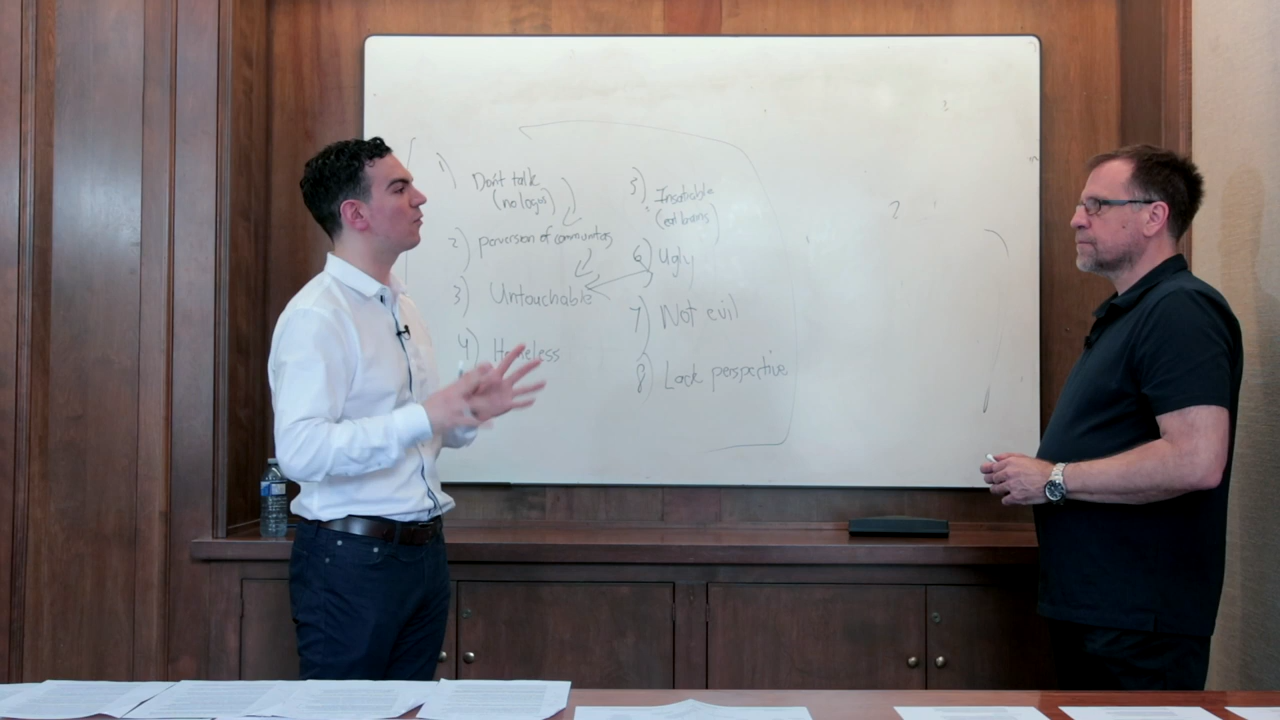 1) Don't talk
(no logos)
2) perversion of communitas
3) Untouchable
4) Homeless
5) Insatiable
(eat brains)
6) Ugly
7) Not evil
8) Lack perspective
?